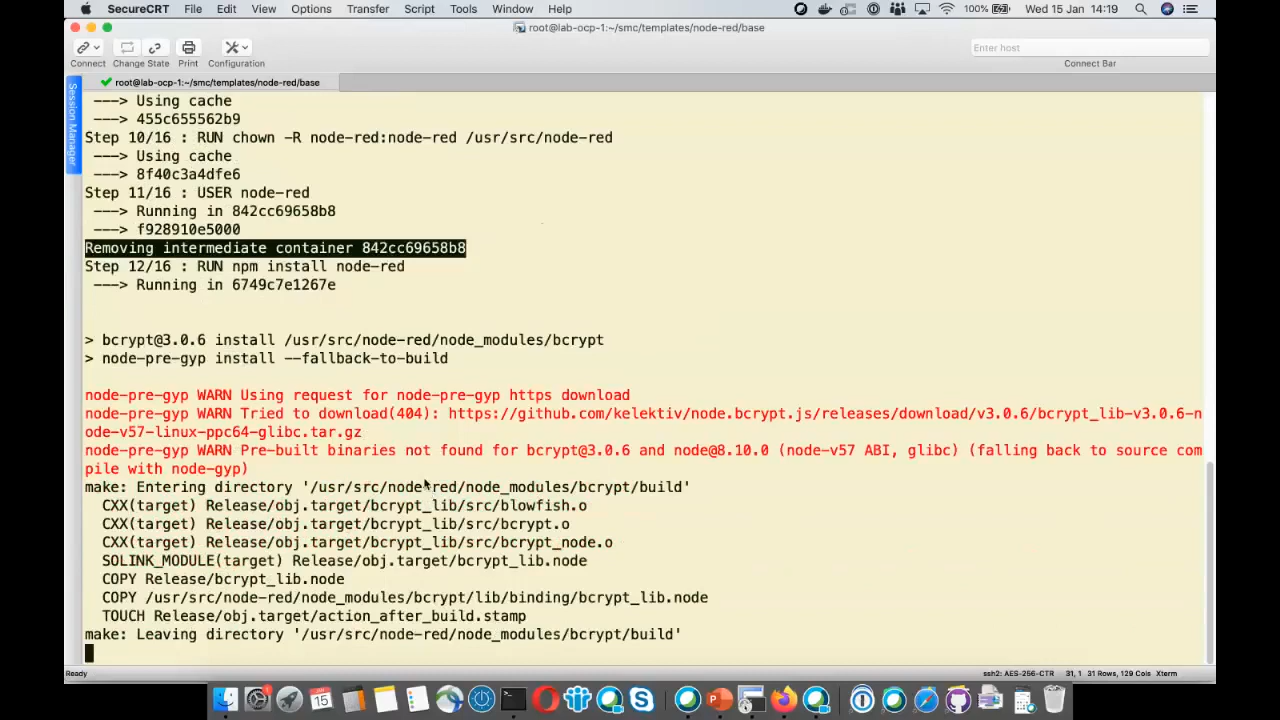 SecureCRT File Edit View Options Transfer Script Tools Window Help 100% Wed 15 Jan 14:19
root@lab-ocp-1:~/smc/templates/node-red/base
Enter host
Connect Change State Print Configuration Connect Bar
root@lab-ocp-1:~/smc/templates/node-red/base
Session Manager
---> Using cache
---> 455c655562b9
Step 10/16 : RUN chown -R node-red:node-red /usr/src/node-red
---> Using cache
---> 8f40c3a4dfe6
Step 11/16 : USER node-red
---> Running in 842cc69658b8
---> f928910e5000
Removing intermediate container 842cc69658b8
Step 12/16 : RUN npm install node-red
---> Running in 6749c7e1267e
> bcrypt@3.0.6 install /usr/src/node-red/node_modules/bcrypt
> node-pre-gyp install --fallback-to-build
node-pre-gyp WARN Using request for node-pre-gyp https download
node-pre-gyp WARN Tried to download(404): https://github.com/kelektiv/node.bcrypt.js/releases/download/v3.0.6/bcrypt_lib-v3.0.6-n
ode-v57-linux-ppc64-glibc.tar.gz
node-pre-gyp WARN Pre-built binaries not found for bcrypt@3.0.6 and node@8.10.0 (node-v57 ABI, glibc) (falling back to source com
pile with node-gyp)
make: Entering directory '/usr/src/node-red/node_modules/bcrypt/build'
CXX(target) Release/obj.target/bcrypt_lib/src/blowfish.o
CXX(target) Release/obj.target/bcrypt_lib/src/bcrypt.o
CXX(target) Release/obj.target/bcrypt_lib/src/bcrypt_node.o
SOLINK_MODULE(target) Release/obj.target/bcrypt_lib.node
COPY Release/bcrypt_lib.node
COPY /usr/src/node-red/node_modules/bcrypt/lib/binding/bcrypt_lib.node
TOUCH Release/obj.target/action_after_build.stamp
make: Leaving directory '/usr/src/node-red/node_modules/bcrypt/build'
Ready ssh2: AES-256-CTR 31, 1 31 Rows, 129 Cols Xterm
15